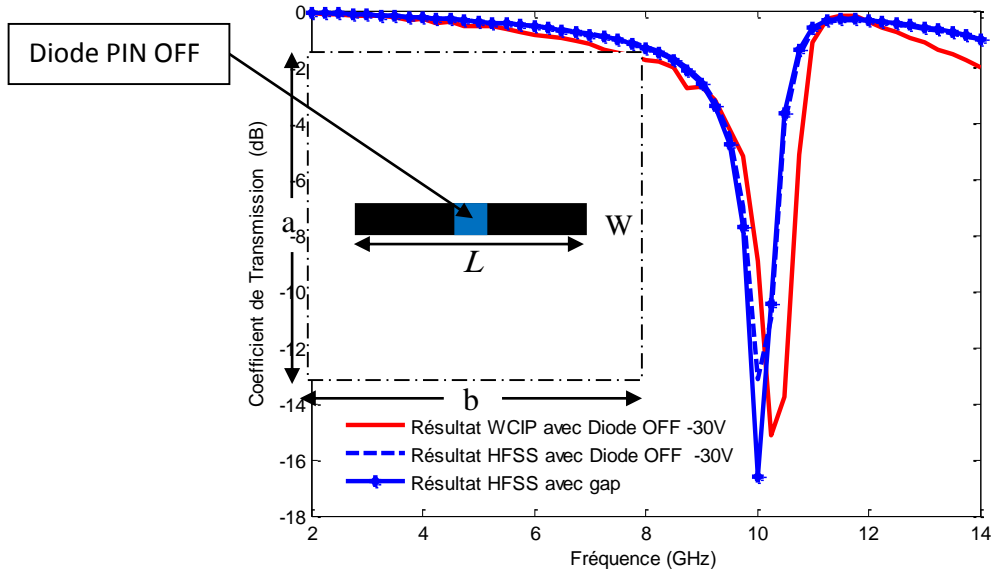 Diode PIN OFF
Coefficient de Transmission (dB)
0
-2
-4
-6
-8
-10
-12
-14
-16
-18
a
W
L
b
Résultat WCIP avec Diode OFF -30V
Résultat HFSS avec Diode OFF -30V
Résultat HFSS avec gap
2
4
6
8
10
12
14
Fréquence (GHz)